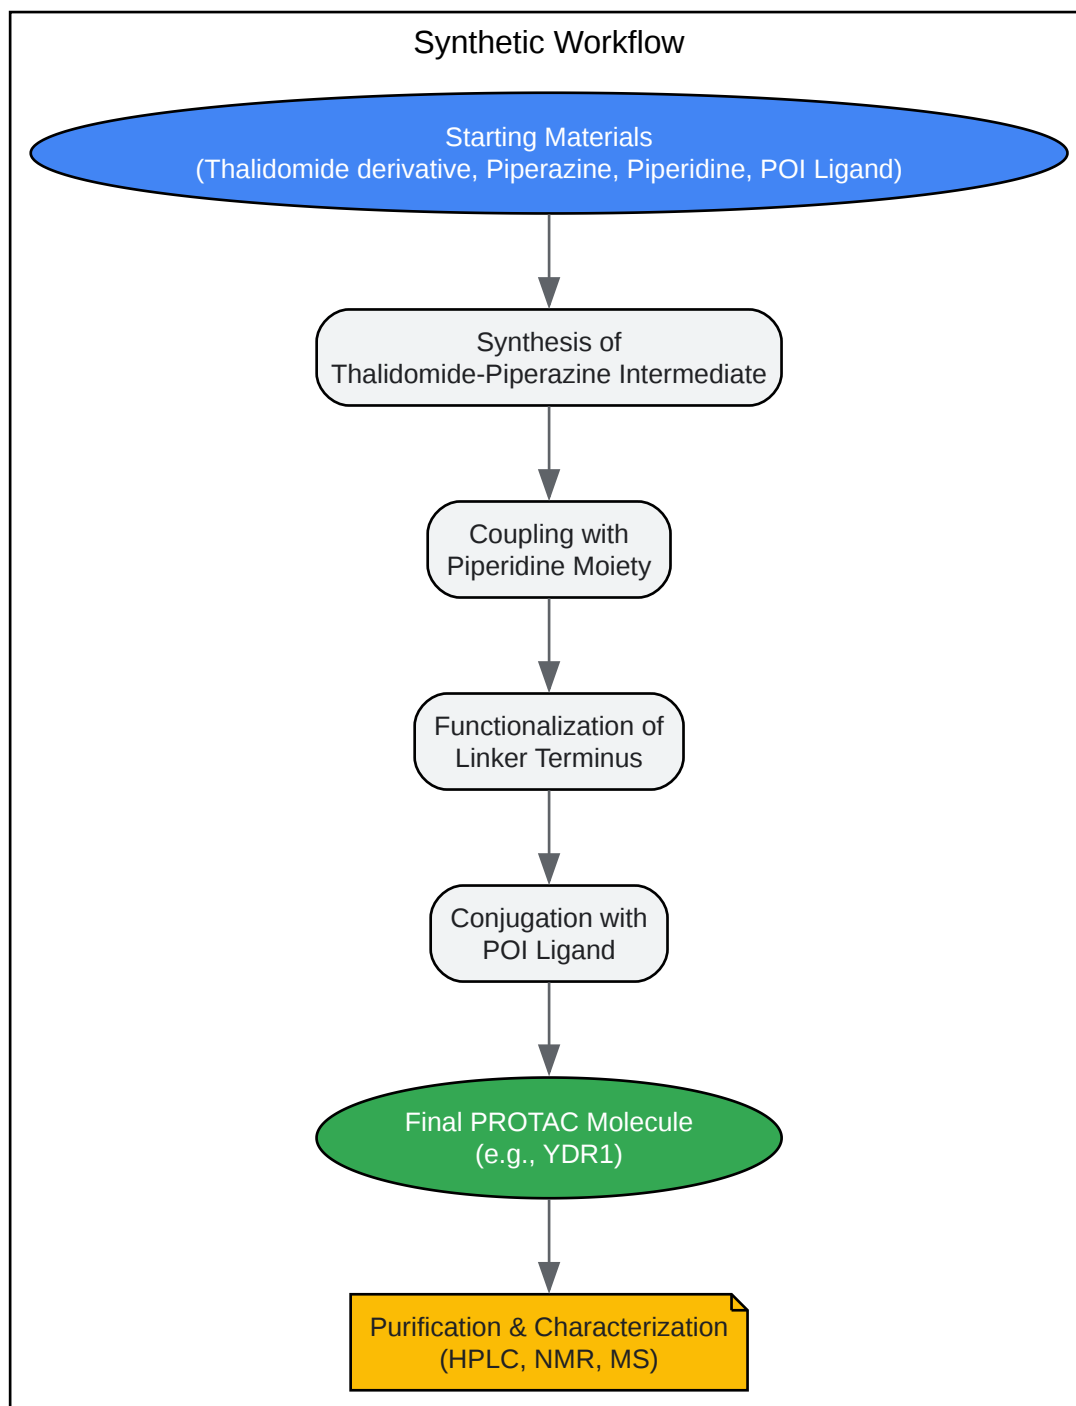 Synthetic Workflow
Starting Materials
(Thalidomide derivative, Piperazine, Piperidine, POI Ligand)
Synthesis of
Thalidomide-Piperazine Intermediate
Coupling with
Piperidine Moiety
Functionalization of
Linker Terminus
Conjugation with
POI Ligand
Final PROTAC Molecule
(e.g., YDR1)
Purification & Characterization
(HPLC, NMR, MS)